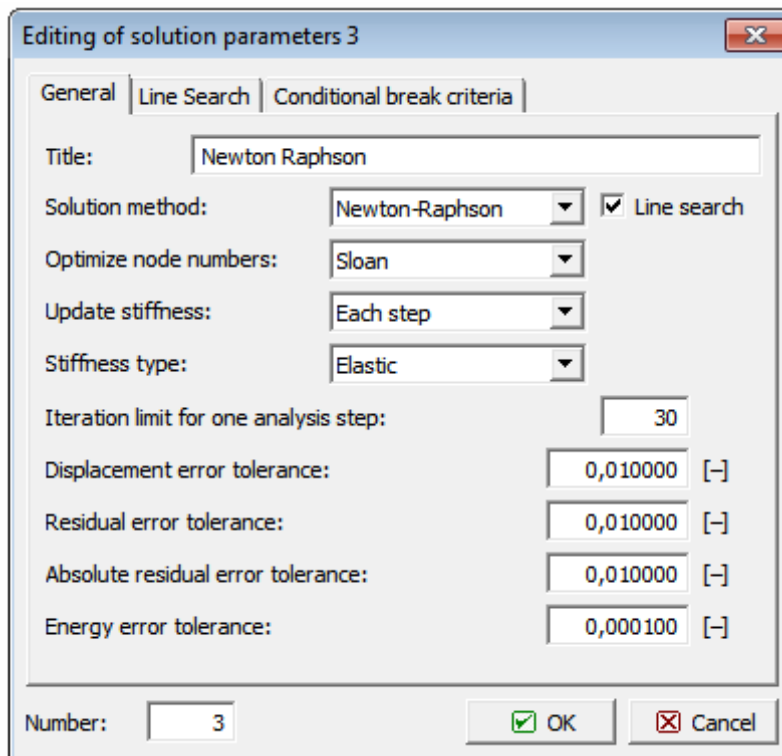 Editing of solution parameters 3
General Line Search Conditional break criteria
Title: Newton Raphson
Solution method: Newton-Raphson Line search
Optimize node numbers: Sloan
Update stiffness: Each step
Stiffness type: Elastic
Iteration limit for one analysis step: 30
Displacement error tolerance: 0,010000 [–]
Residual error tolerance: 0,010000 [–]
Absolute residual error tolerance: 0,010000 [–]
Energy error tolerance: 0,000100 [–]
Number: 3 OK Cancel